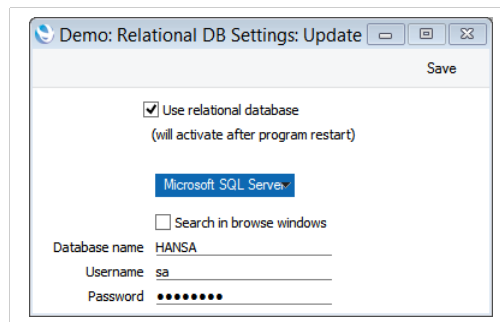 Demo: Relational DB Settings: Update
Save
Use relational database
(will activate after program restart)
Microsoft SQL Server
Search in browse windows
Database name HANSA
Username sa
Password ••••••••